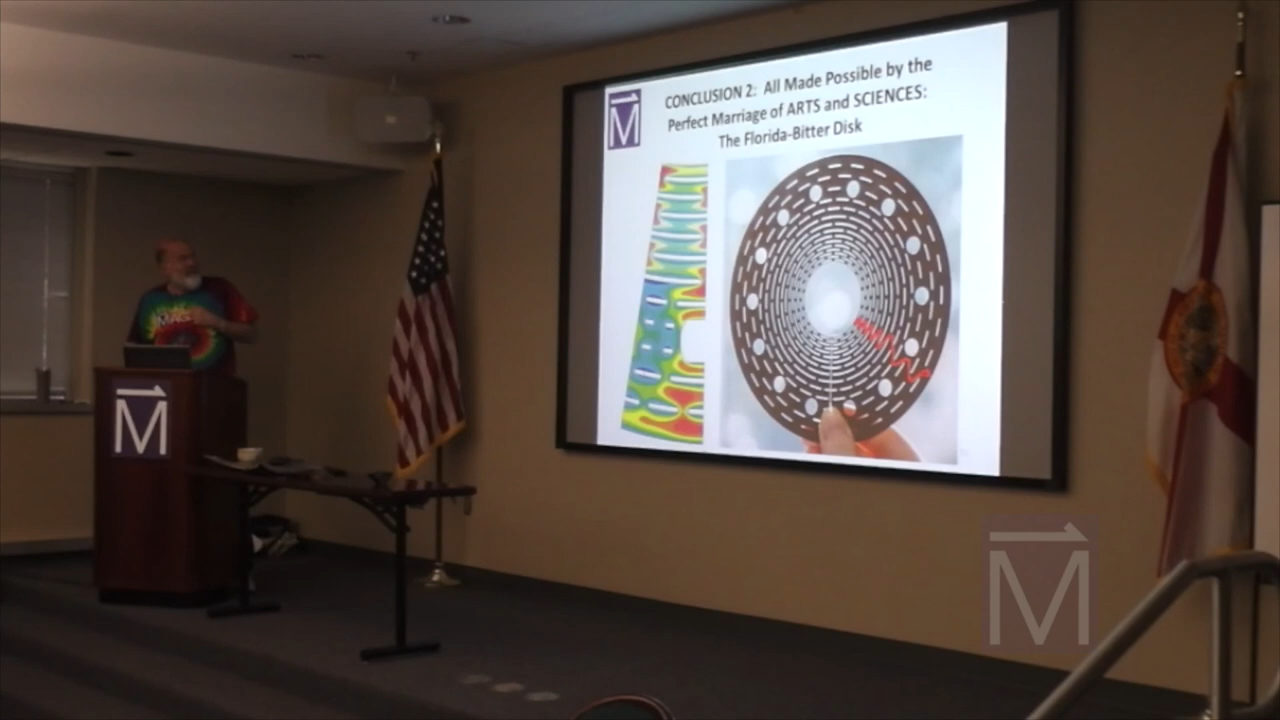 CONCLUSION 2: All Made Possible by the
Perfect Marriage of ARTS and SCIENCES:
The Florida-Bitter Disk
M
M
M